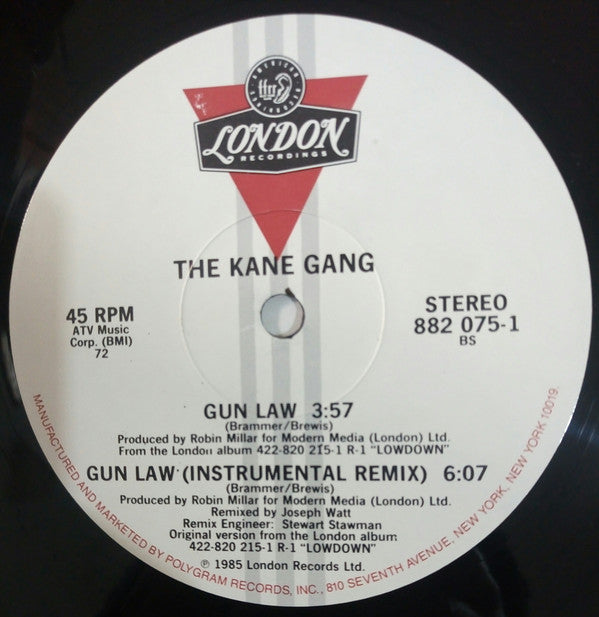 AMERICAN
ffrr
RECORDINGS
LONDON
RECORDINGS
THE KANE GANG
45 RPM
ATV Music
Corp. (BMI)
72
STEREO
882 075-1
BS
GUN LAW 3:57
(Brammer/Brewis)
Produced by Robin Millar for Modern Media (London) Ltd.
From the London album 422-820 215-1 R-1 "LOWDOWN"
GUN LAW (INSTRUMENTAL REMIX) 6:07
(Brammer/Brewis)
Produced by Robin Millar for Modern Media (London) Ltd.
Remixed by Joseph Watt
Remix Engineer: Stewart Stawman
Original version from the London album
422-820 215-1 R-1 "LOWDOWN"
℗ 1985 London Records Ltd.
MANUFACTURED AND MARKETED BY POLYGRAM RECORDS, INC., 810 SEVENTH AVENUE, NEW YORK, NEW YORK 10019.